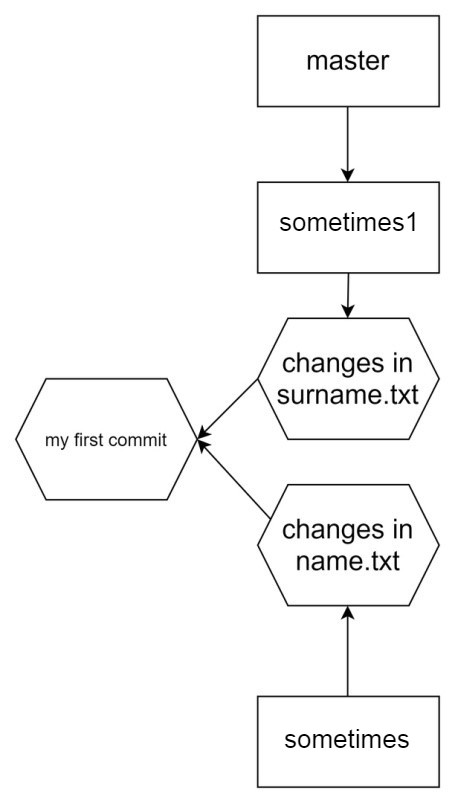 master
sometimes1
changes in
surname.txt
my first commit
changes in
name.txt
sometimes